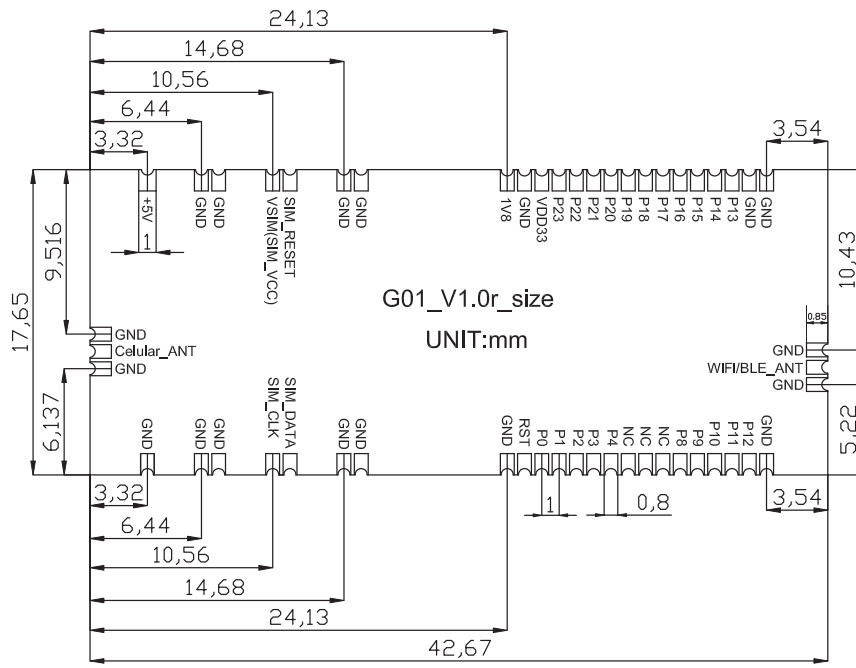 24,13
14,68
10,56
6,44
3,32
3,54
+5V
GND
GND
VSIM(SIM_VCC)
SIM_RESET
GND
GND
1V8
GND
VDD33
P23
P22
P21
P20
P19
P18
P17
P16
P15
P14
P13
GND
GND
1
9,516
17,65
10,43
G01_V1.0r_size
UNIT:mm
0.85
GND
Celular_ANT
GND
GND
WIFI/BLE_ANT
GND
6,137
5,22
GND
GND
GND
SIM_CLK
SIM_DATA
GND
GND
GND
RST
P0
P1
P2
P3
P4
NC
NC
NC
P8
P9
P10
P11
P12
GND
3,32
1
0,8
3,54
6,44
10,56
14,68
24,13
42,67